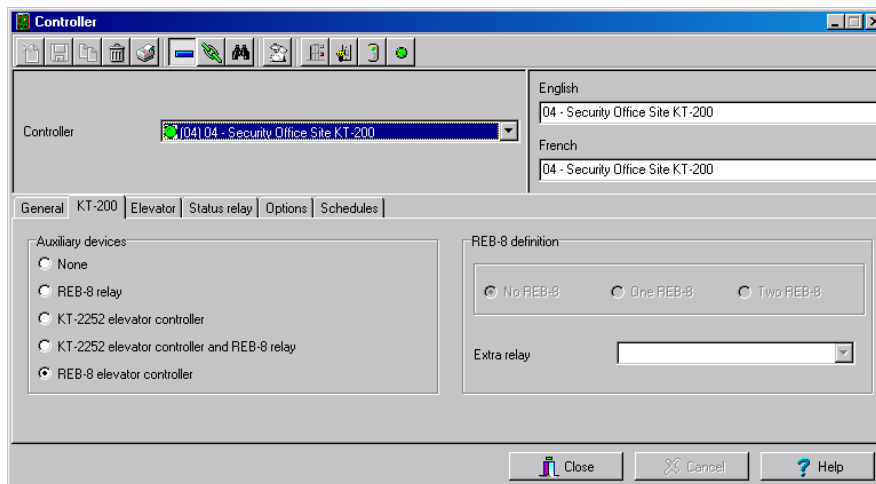 Controller
English
04 - Security Office Site KT-200
Controller
(04) 04 - Security Office Site KT-200
French
04 - Security Office Site KT-200
General KT-200 Elevator Status relay Options Schedules
Auxiliary devices
None
REB-8 relay
KT-2252 elevator controller
KT-2252 elevator controller and REB-8 relay
REB-8 elevator controller
REB-8 definition
No REB-8 One REB-8 Two REB-8
Extra relay
Close Cancel Help